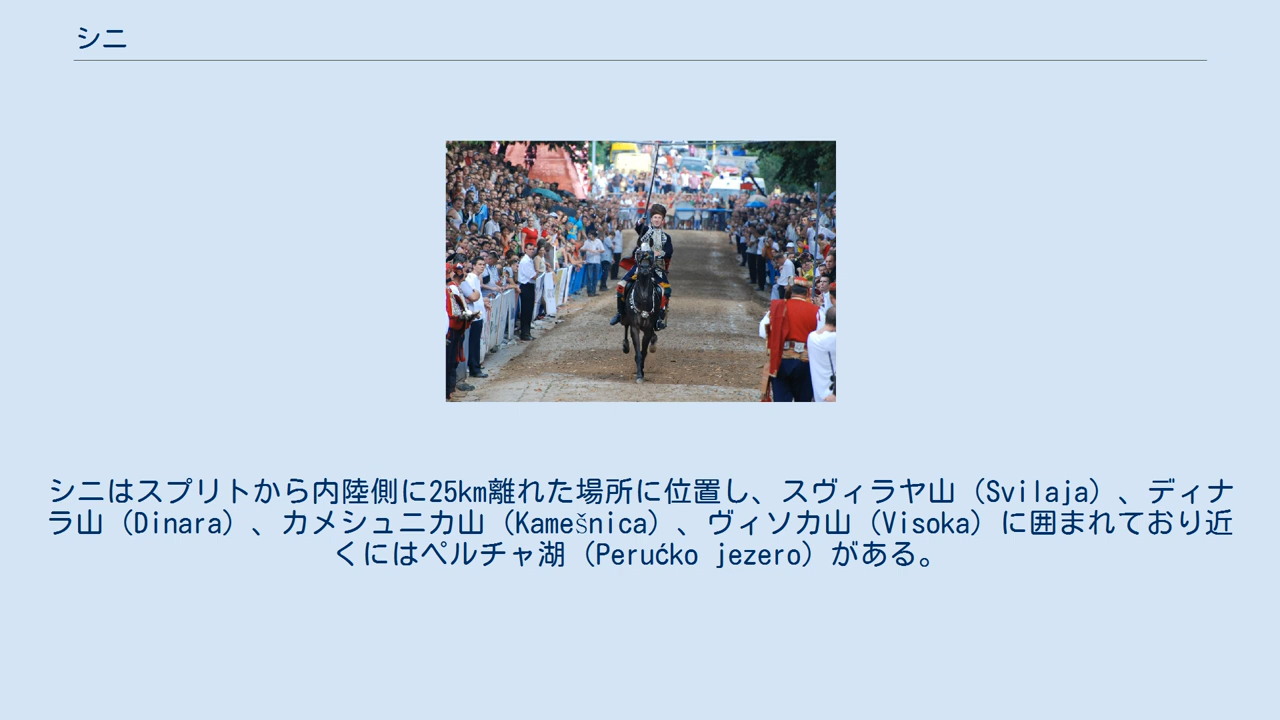 シニ
シニはスプリトから内陸側に25km離れた場所に位置し、スヴィラヤ山（Svilaja）、ディナ
ラ山（Dinara）、カメシュニカ山（Kamešnica）、ヴィソカ山（Visoka）に囲まれており近
くにはペルチャ湖（Perućko jezero）がある。